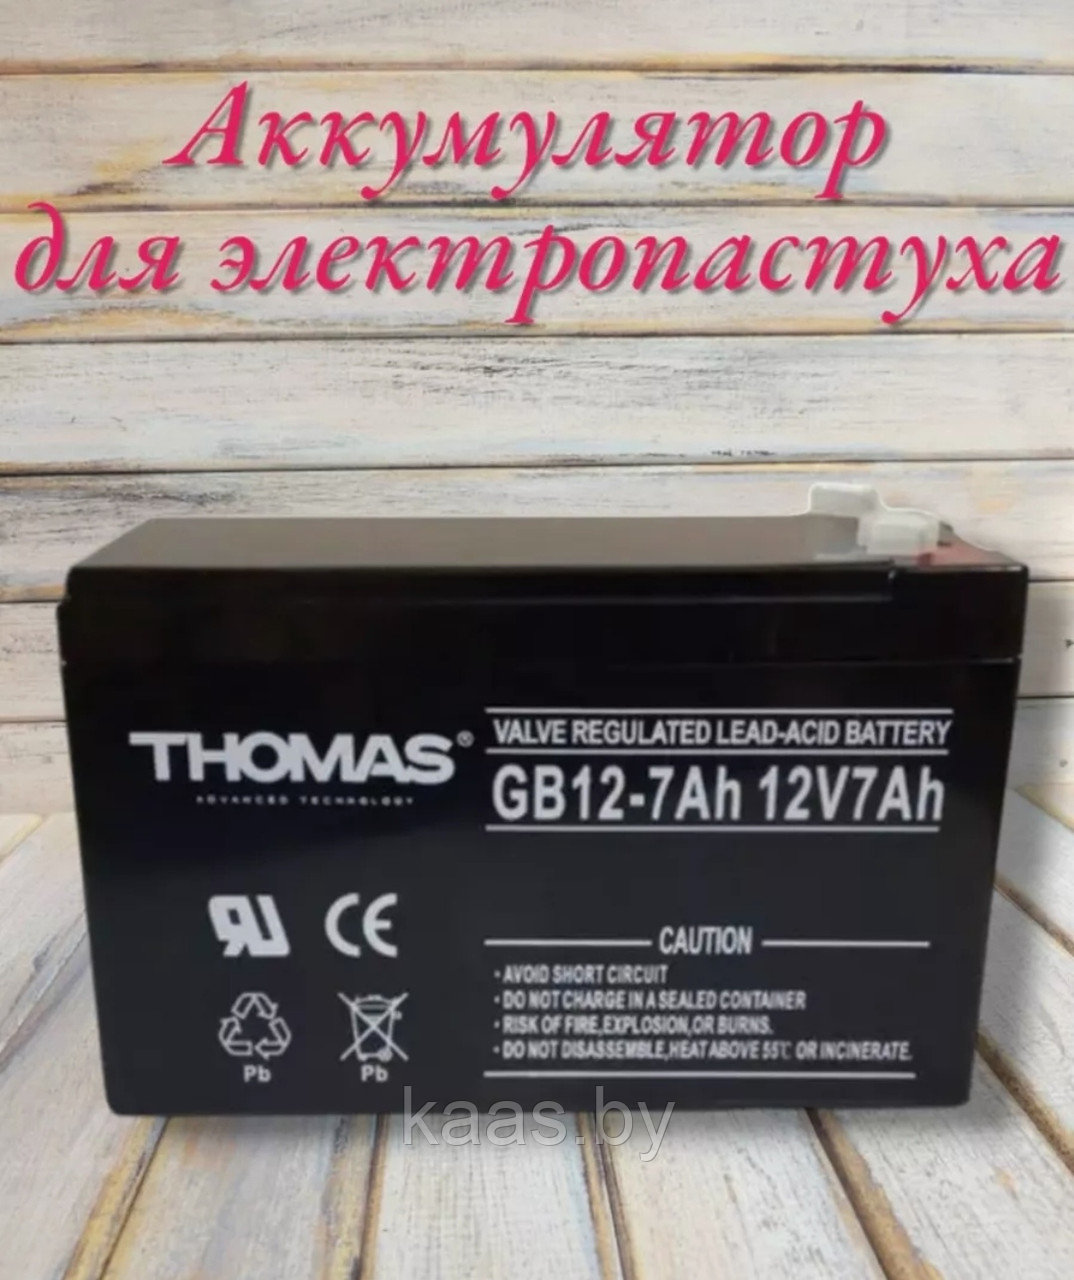 Аккумулятор
для электропастуха
THOMAS®
ADVANCED TECHNOLOGY
VALVE REGULATED LEAD-ACID BATTERY
GB12-7Ah 12V7Ah
CE
CAUTION
• AVOID SHORT CIRCUIT
• DO NOT CHARGE IN A SEALED CONTAINER
• RISK OF FIRE,EXPLOSION,OR BURNS.
• DO NOT DISASSEMBLE,HEAT ABOVE 55℃ OR INCINERATE.
Pb
Pb
kaas.by